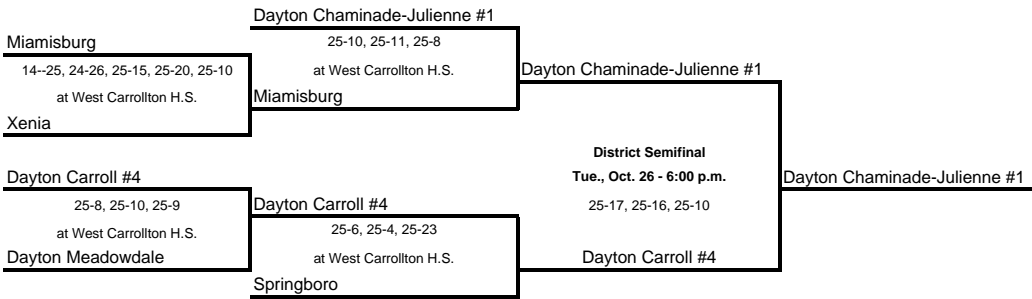 Dayton Chaminade-Julienne #1
Miamisburg
25-10, 25-11, 25-8
14--25, 24-26, 25-15, 25-20, 25-10
at West Carrollton H.S.
Dayton Chaminade-Julienne #1
at West Carrollton H.S.
Miamisburg
Xenia
District Semifinal
Dayton Carroll #4
Tue., Oct. 26 - 6:00 p.m.
Dayton Chaminade-Julienne #1
25-8, 25-10, 25-9
Dayton Carroll #4
25-17, 25-16, 25-10
at West Carrollton H.S.
25-6, 25-4, 25-23
Dayton Meadowdale
at West Carrollton H.S.
Dayton Carroll #4
Springboro